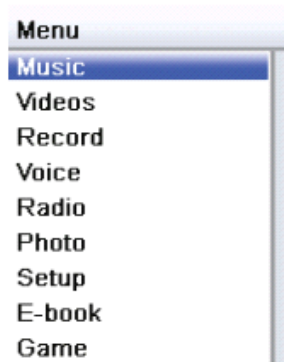 Menu
Music
Videos
Record
Voice
Radio
Photo
Setup
E-book
Game